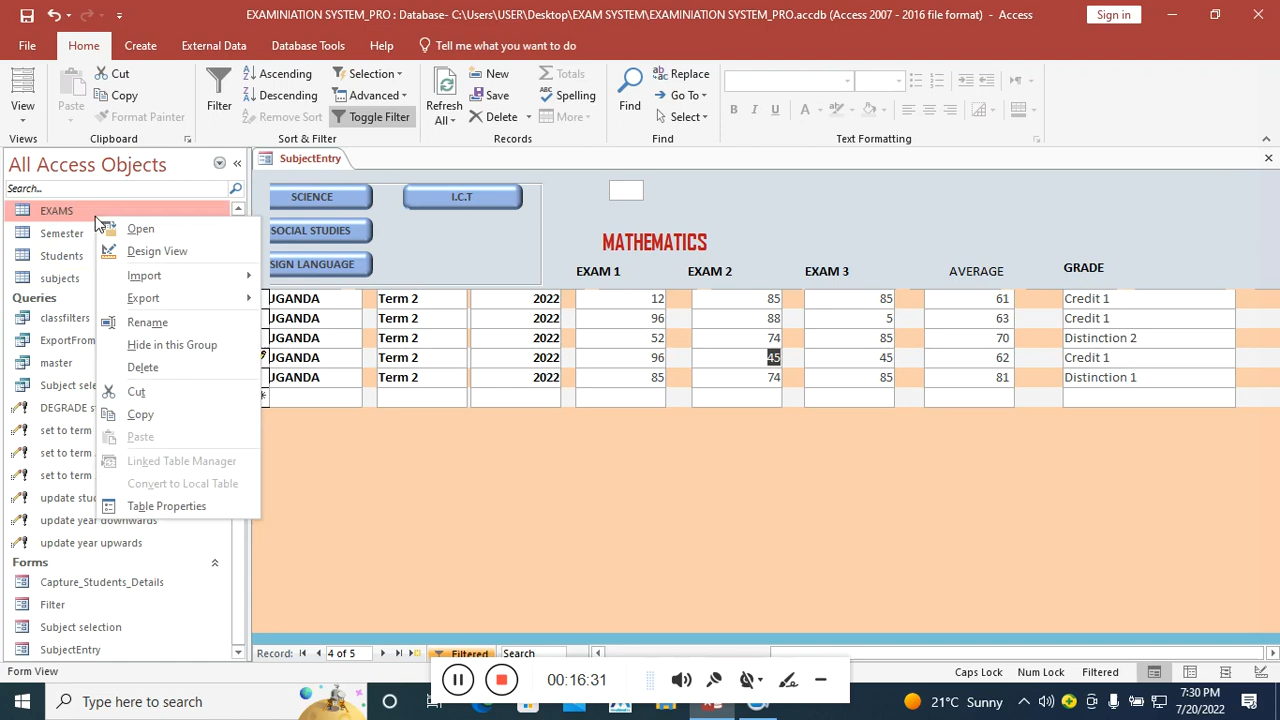 EXAMINIATION SYSTEM_PRO : Database- C:\Users\USER\Desktop\EXAM SYSTEM\EXAMINIATION SYSTEM_PRO.accdb (Access 2007 - 2016 file format) - Access
Sign in
File Home Create External Data Database Tools Help Tell me what you want to do
View
Views
Paste
Cut
Copy
Format Painter
Clipboard
Filter
Ascending
Descending
Remove Sort
Selection
Advanced
Toggle Filter
Sort & Filter
Refresh All
New
Save
Delete
Totals
Spelling
More
Records
Find
Replace
Go To
Select
Find
B I U A
Text Formatting
All Access Objects
Search...
EXAMS
Semester
Students
subjects
Queries
classfilters
ExportFrom
master
Subject sele
DEGRADE s
set to term
set to term
set to term
update stu
update year downwards
update year upwards
Forms
Capture_Students_Details
Filter
Subject selection
SubjectEntry
Open
Design View
Import
Export
Rename
Hide in this Group
Delete
Cut
Copy
Paste
Linked Table Manager
Convert to Local Table
Table Properties
SubjectEntry
SCIENCE I.C.T
SOCIAL STUDIES
SIGN LANGUAGE
MATHEMATICS
EXAM 1 EXAM 2 EXAM 3 AVERAGE GRADE
UGANDA Term 2 2022 12 85 85 61 Credit 1
UGANDA Term 2 2022 96 88 5 63 Credit 1
UGANDA Term 2 2022 52 74 85 70 Distinction 2
UGANDA Term 2 2022 96 45 45 62 Credit 1
UGANDA Term 2 2022 85 74 85 81 Distinction 1
Record: 4 of 5 Filtered Search
00:16:31
Form View
Caps Lock Num Lock Filtered
Type here to search
21°C Sunny
7:30 PM
7/20/2022